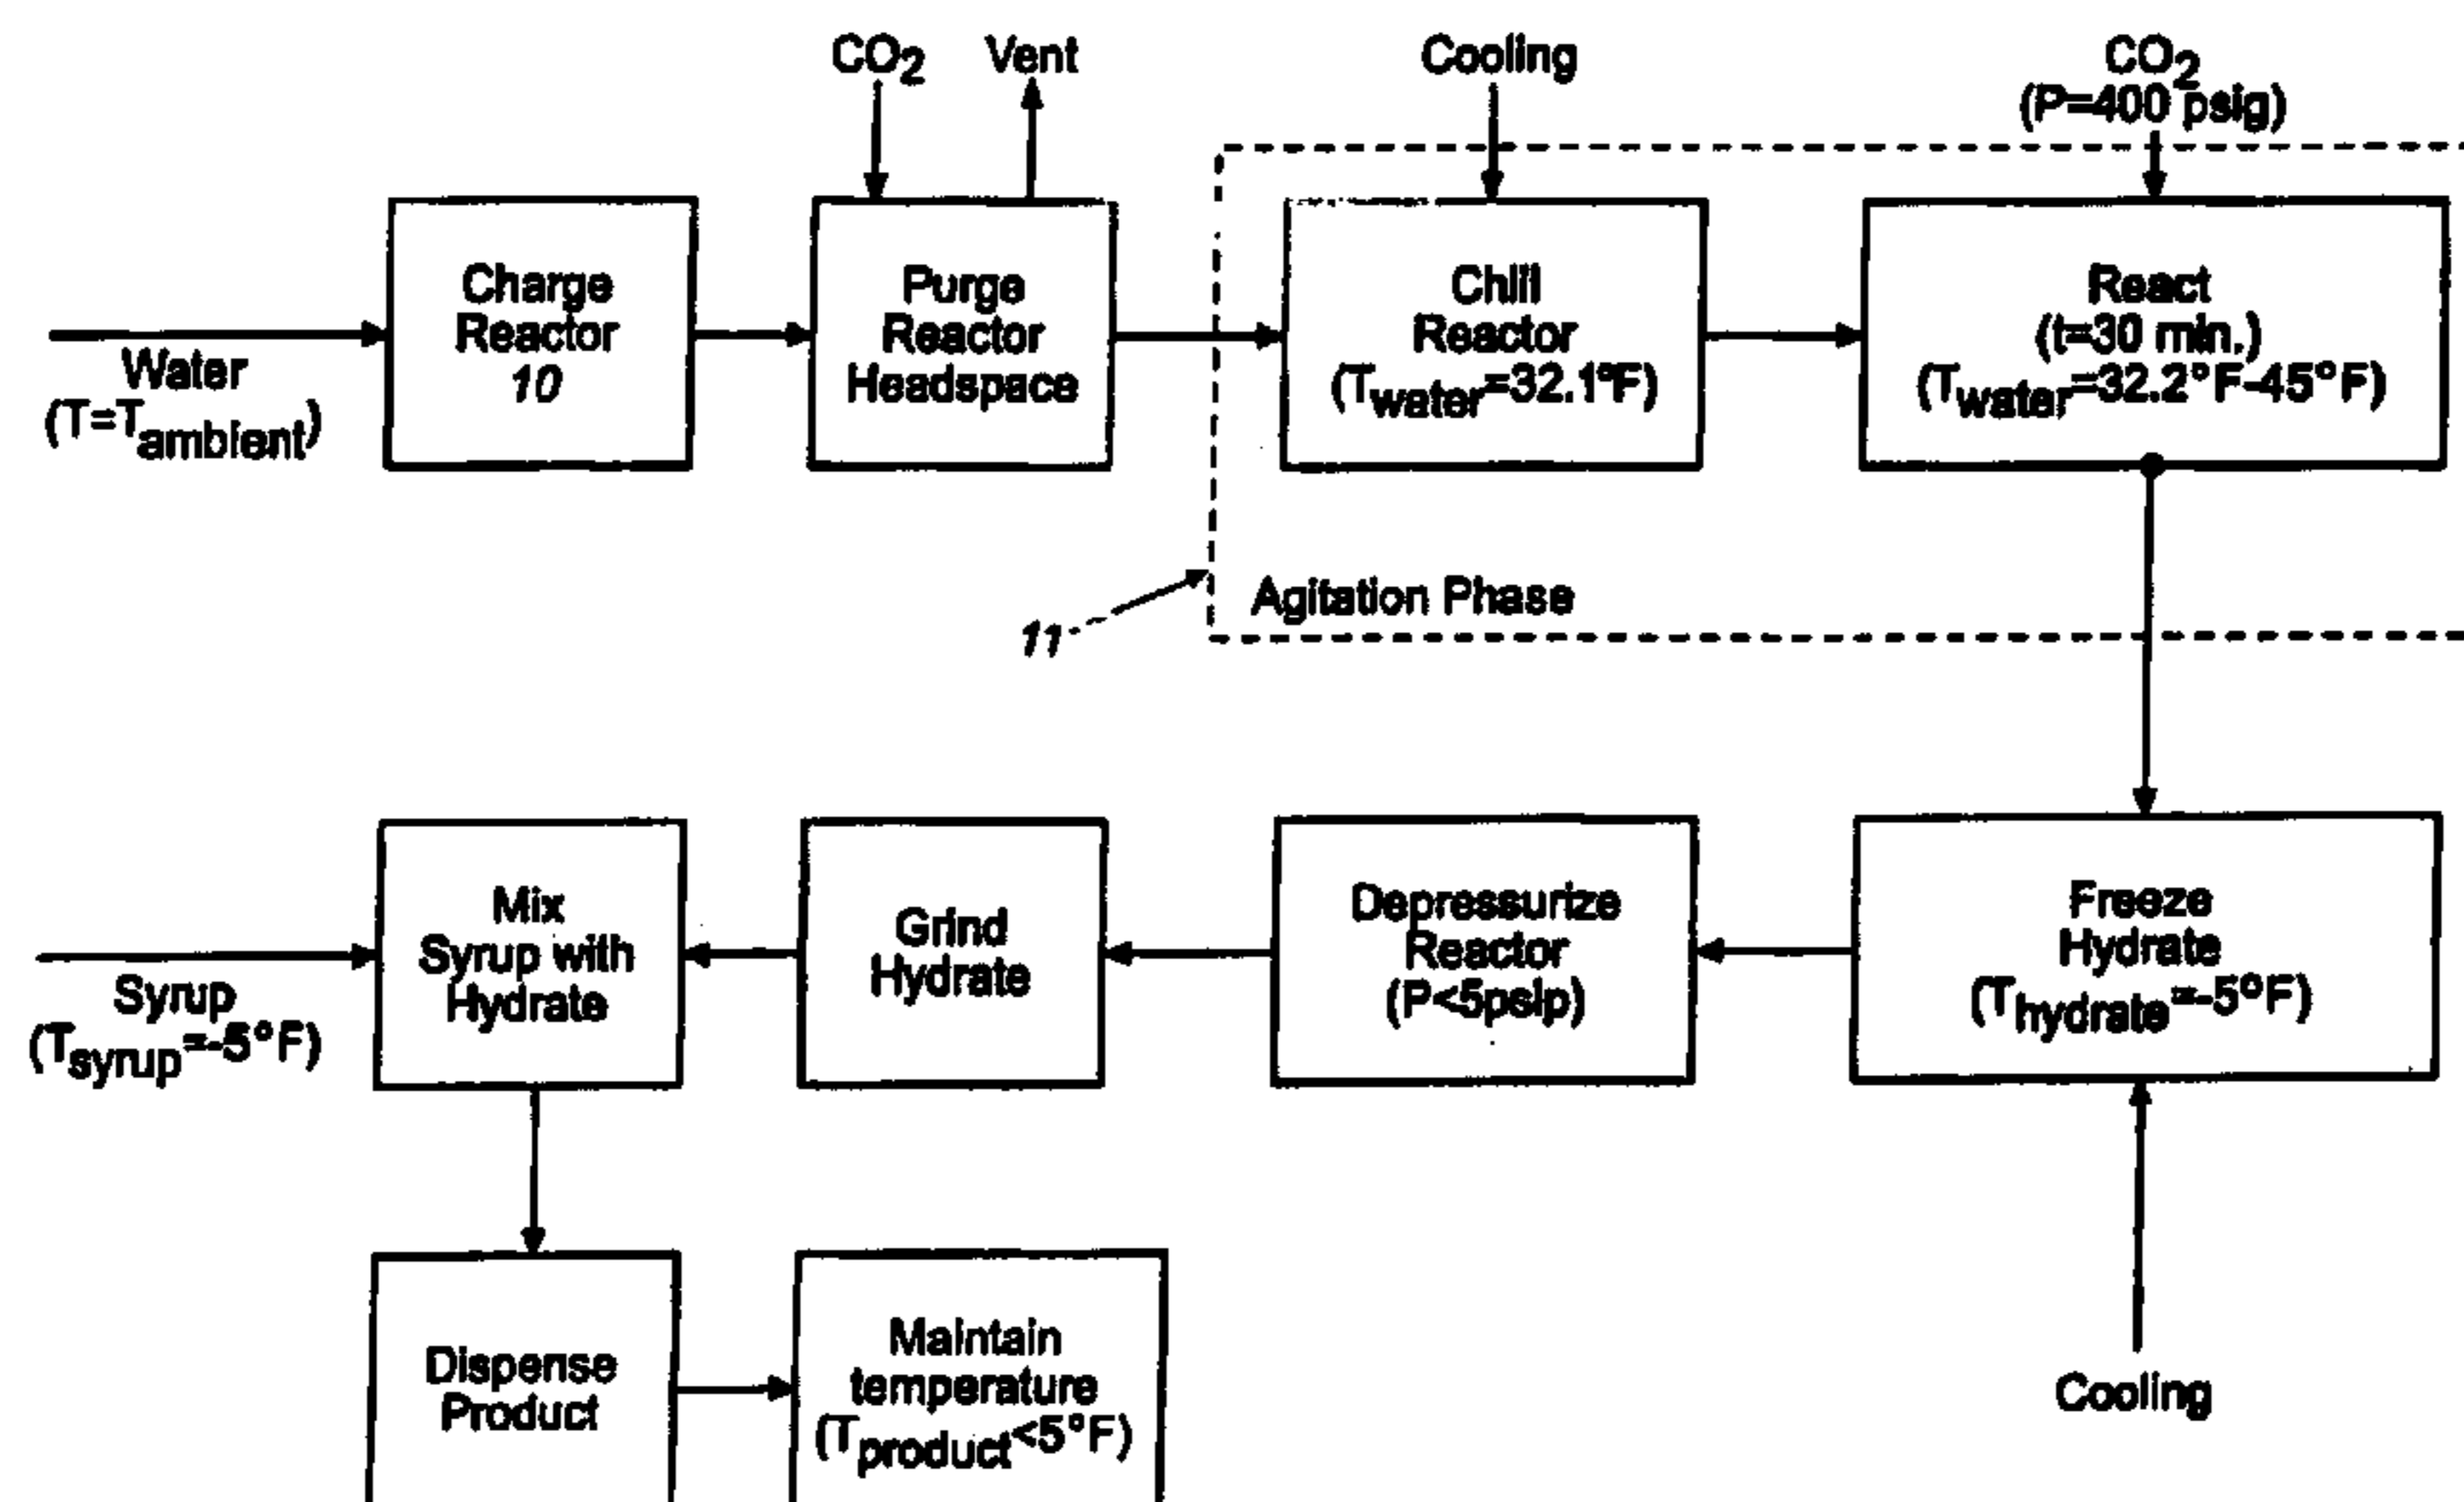 CO2
Vent
Cooling
CO2
(P=400 psig)
Water
(T=Tambient)
Charge
Reactor
10
Purge
Reactor
Headspace
Chill
Reactor
(Twater=32.1°F)
React
(t=30 min.)
(Twater=32.2°F-45°F)
11
Agitation Phase
Syrup
(Tsyrup=-5°F)
Mix
Syrup with
Hydrate
Grind
Hydrate
Depressurize
Reactor
(P<5psip)
Freeze
Hydrate
(Thydrate=-5°F)
Cooling
Dispense
Product
Maintain
temperature
(Tproduct<5°F)